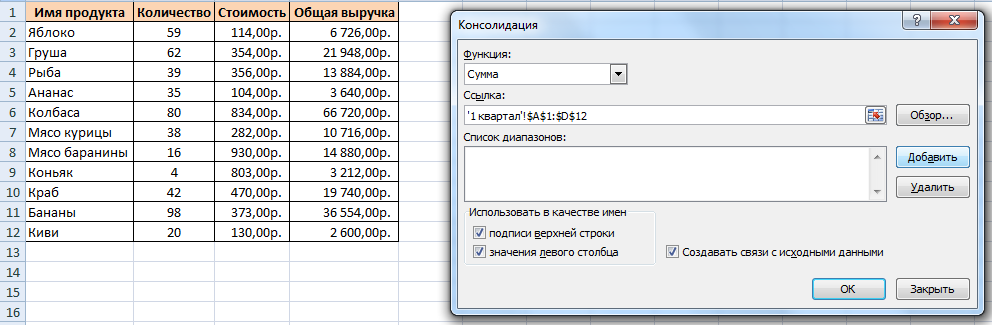 1 Имя продукта Количество Стоимость Общая выручка
2 Яблоко 59 114,00р. 6 726,00р.
3 Груша 62 354,00р. 21 948,00р.
4 Рыба 39 356,00р. 13 884,00р.
5 Ананас 35 104,00р. 3 640,00р.
6 Колбаса 80 834,00р. 66 720,00р.
7 Мясо курицы 38 282,00р. 10 716,00р.
8 Мясо баранины 16 930,00р. 14 880,00р.
9 Коньяк 4 803,00р. 3 212,00р.
10 Краб 42 470,00р. 19 740,00р.
11 Бананы 98 373,00р. 36 554,00р.
12 Киви 20 130,00р. 2 600,00р.
13
14
15
16
Консолидация
Функция:
Сумма
Ссылка:
'1 квартал'!$A$1:$D$12
Обзор...
Список диапазонов:
Добавить
Удалить
Использовать в качестве имен
подписи верхней строки
значения левого столбца
Создавать связи с исходными данными
ОК Закрыть